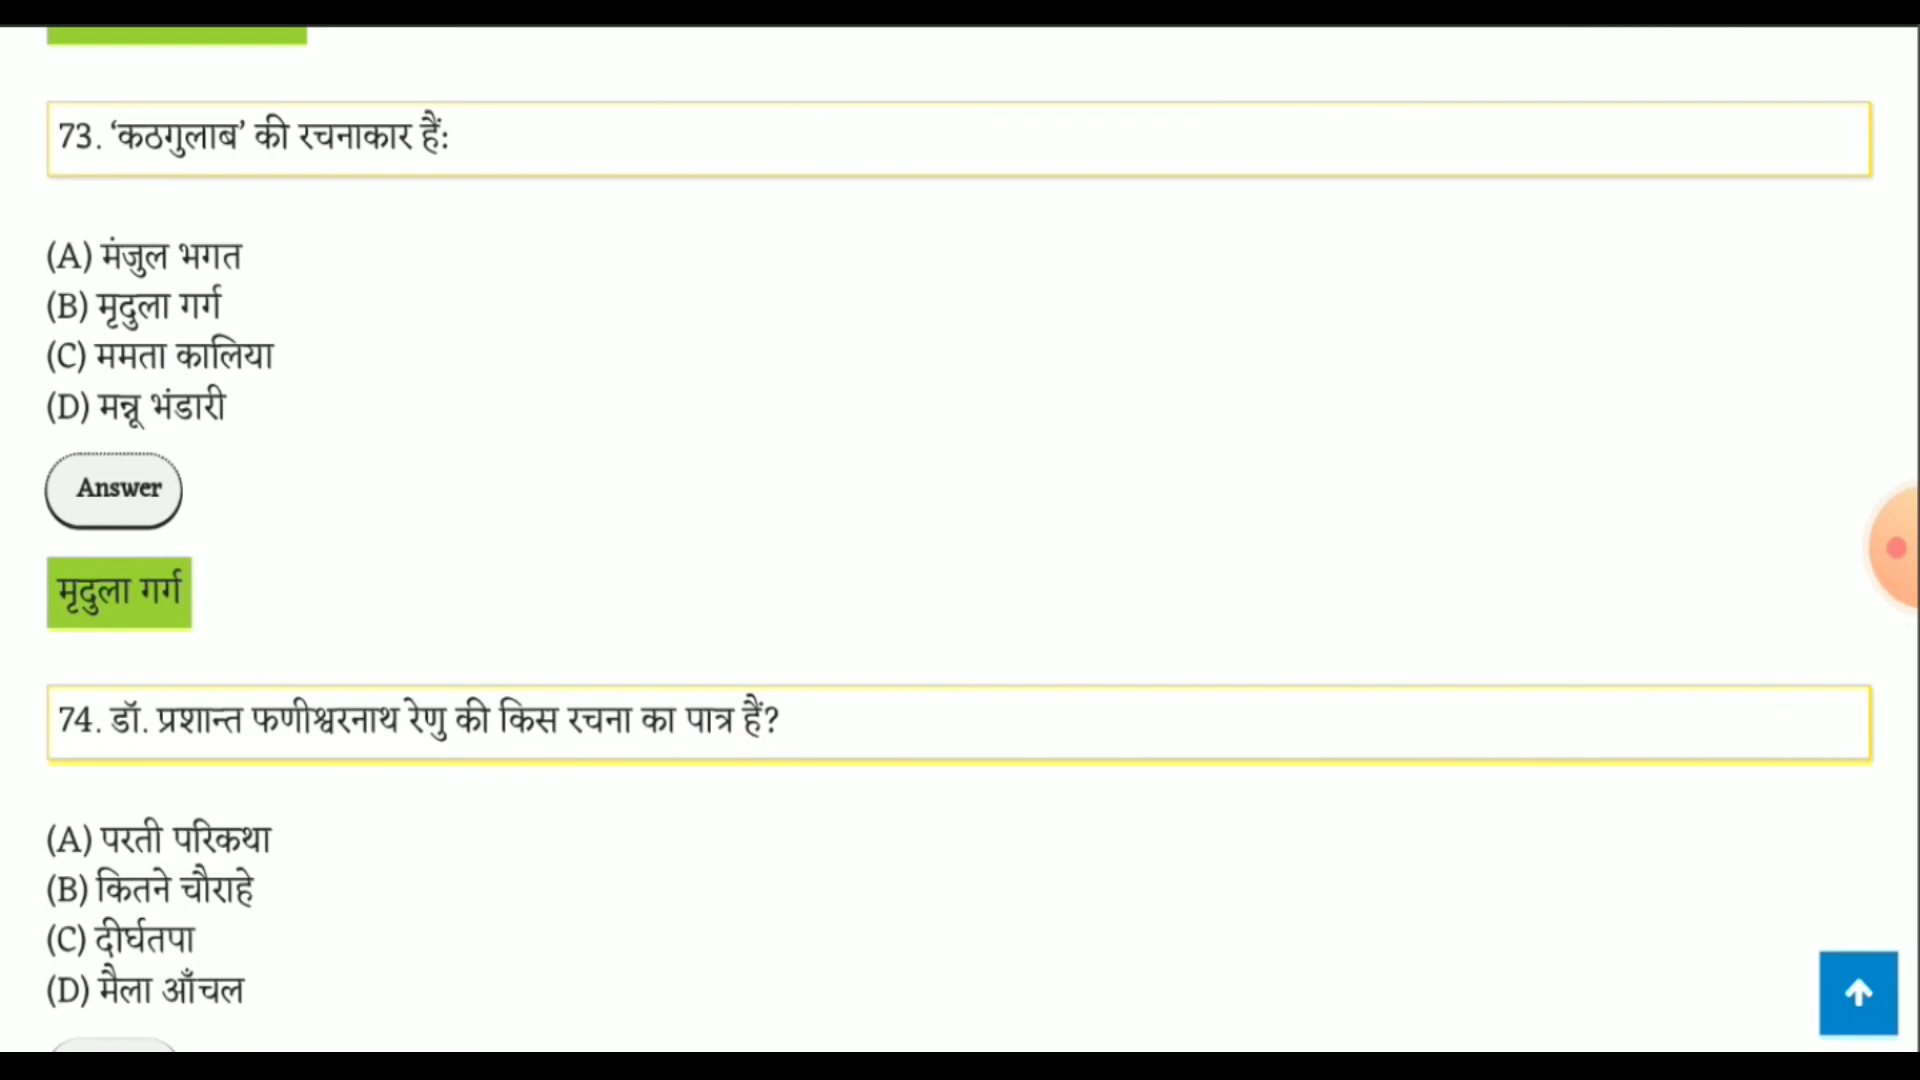 73. ‘कठगुलाब’ की रचनाकार हैं:
(A) मंजुल भगत
(B) मृदुला गर्ग
(C) ममता कालिया
(D) मन्नू भंडारी
Answer
मृदुला गर्ग
74. डॉ. प्रशान्त फणीश्वरनाथ रेणु की किस रचना का पात्र हैं?
(A) परती परिकथा
(B) कितने चौराहे
(C) दीर्घतपा
(D) मैला आँचल